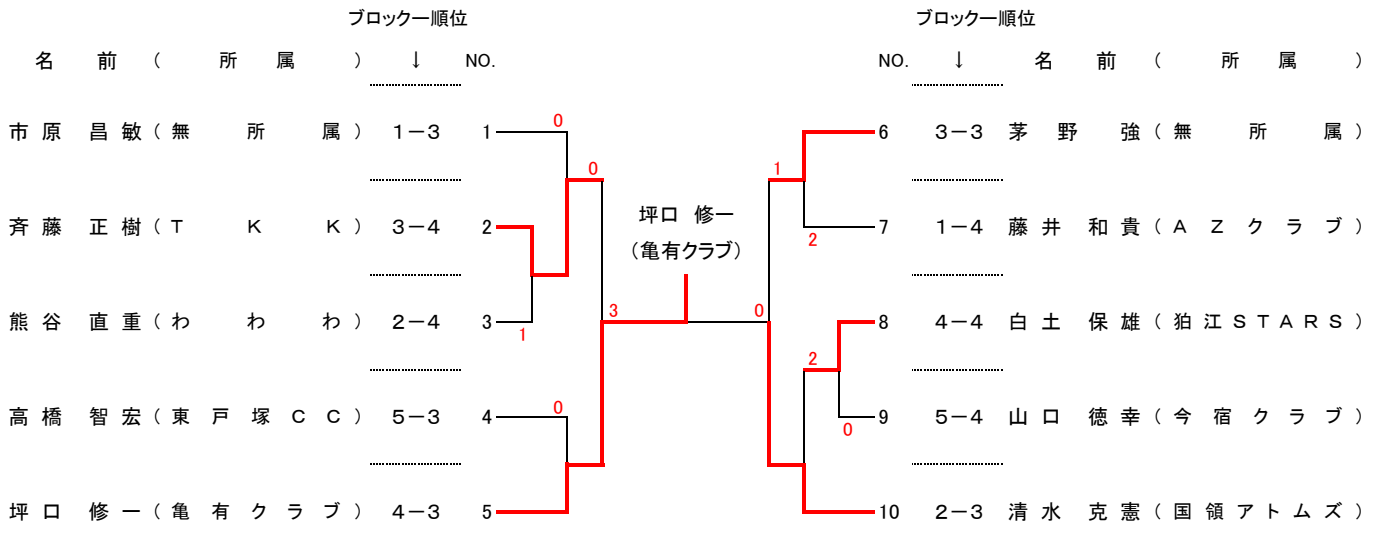 ブロック－順位 ブロック－順位
名 前 ( 所 属 ) ↓ NO. NO. ↓ 名 前 ( 所 属 )
市原 昌敏 (無所属) 1－3 1 0 6 3－3 茅野 強 (無所属)
0 1
斉藤 正樹 (ＴＫＫ) 3－4 2 坪口 修一 7 1－4 藤井 和貴 (ＡＺクラブ)
2
(亀有クラブ)
3 0
熊谷 直重 (わわわ) 2－4 3 8 4－4 白土 保雄 (狛江ＳＴＡＲＳ)
1
2
高橋 智宏 (東戸塚ＣＣ) 5－3 4 0 9 5－4 山口 徳幸 (今宿クラブ)
0
坪口 修一 (亀有クラブ) 4－3 5 10 2－3 清水 克憲 (国領アトムズ)